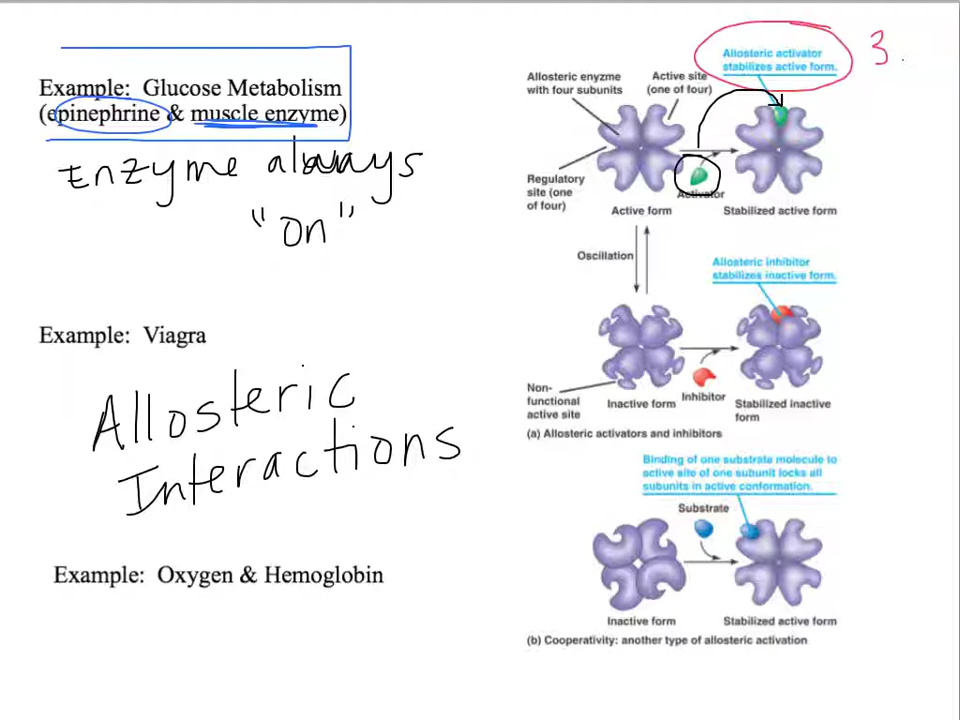 Example: Glucose Metabolism
(epinephrine & muscle enzyme)
Enzyme always
"on"
Example: Viagra
Allosteric
Interactions
Example: Oxygen & Hemoglobin
3.
Allosteric activator
stabilizes active form.
Allosteric enyzme
with four subunits
Active site
(one of four)
Regulatory
site (one
of four)
Activator
Active form
Stabilized active form
Oscillation
Allosteric inhibitor
stabilizes inactive form.
Non-
functional
active site
Inhibitor
Inactive form
Stabilized inactive
form
(a) Allosteric activators and inhibitors
Binding of one substrate molecule to
active site of one subunit locks all
subunits in active conformation.
Substrate
Inactive form
Stabilized active form
(b) Cooperativity: another type of allosteric activation